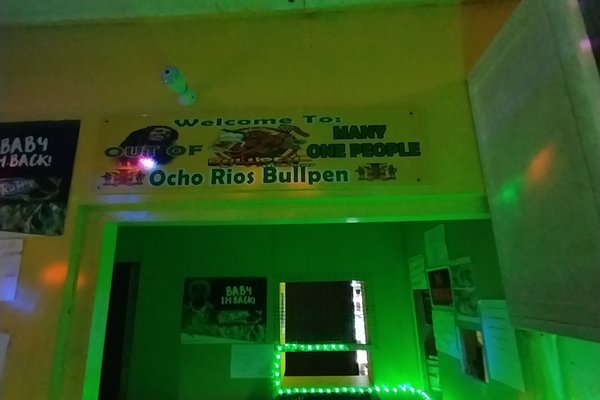 Welcome To:
OUT OF MANY
ONE PEOPLE
Ocho Rios Bullpen
BABY
I'M BACK!
BABY
I'M BACK!